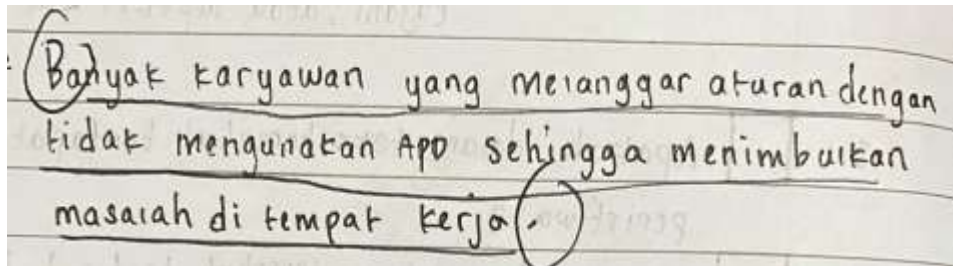 Banyak karyawan yang melanggar aturan dengan
tidak mengunakan APD sehingga menimbulkan
masalah di tempat kerja.